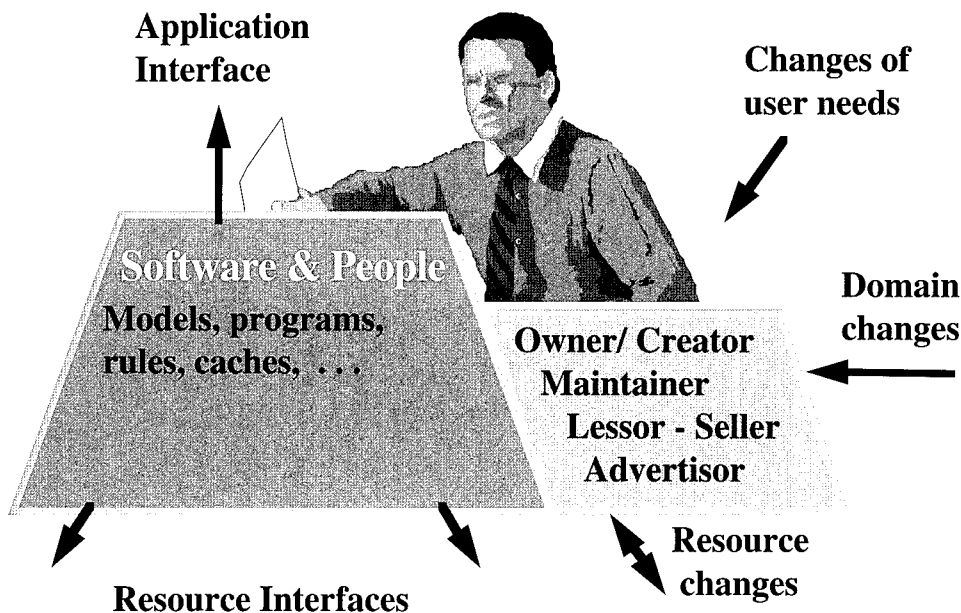 Application
Interface
Changes of
user needs
Software & People
Models, programs,
rules, caches, . . .
Domain
changes
Owner/ Creator
Maintainer
Lessor - Seller
Advertisor
Resource
changes
Resource Interfaces